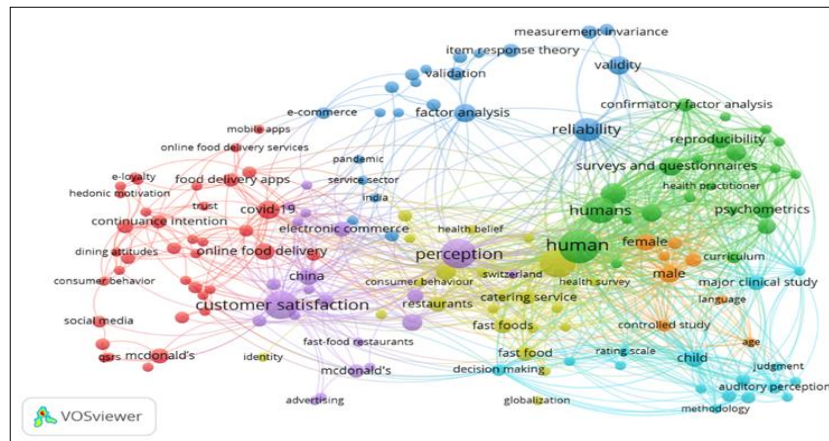 measurement invariance
item response theory
validation
validity
e-commerce
factor analysis
confirmatory factor analysis
mobile apps
reliability
reproducibility
online food delivery services
pandemic
surveys and questionnaires
e-loyalty
food delivery apps
service sector
health practitioner
hedonic motivation
trust
india
covid-19
humans
psychometrics
continuance intention
electronic commerce
health belief
dining attitudes
online food delivery
perception
human
female
curriculum
china
consumer behaviour
switzerland
health survey
male
major clinical study
consumer behavior
customer satisfaction
restaurants
catering service
language
social media
fast foods
controlled study
fast-food restaurants
age
qsrs
mcdonald's
identity
mcdonald's
fast food
rating scale
child
decision making
judgment
auditory perception
advertising
globalization
methodology
VOSviewer